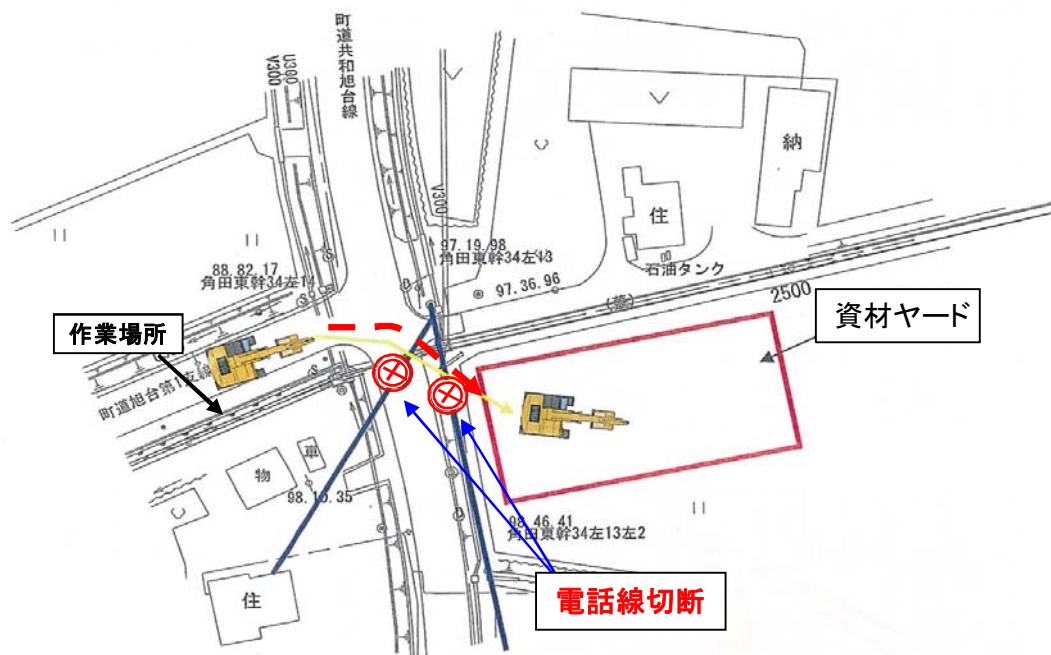 町道共和旭台線
U300
V300
V300
納
住
石油タンク
97.19.98
角田東幹34左13
97.36.96
88.82.17
角田東幹34左14
2500
資材ヤード
作業場所
町道旭台第1支線
物
車
98.10.35
98.46.41
角田東幹34左13左2
住
電話線切断